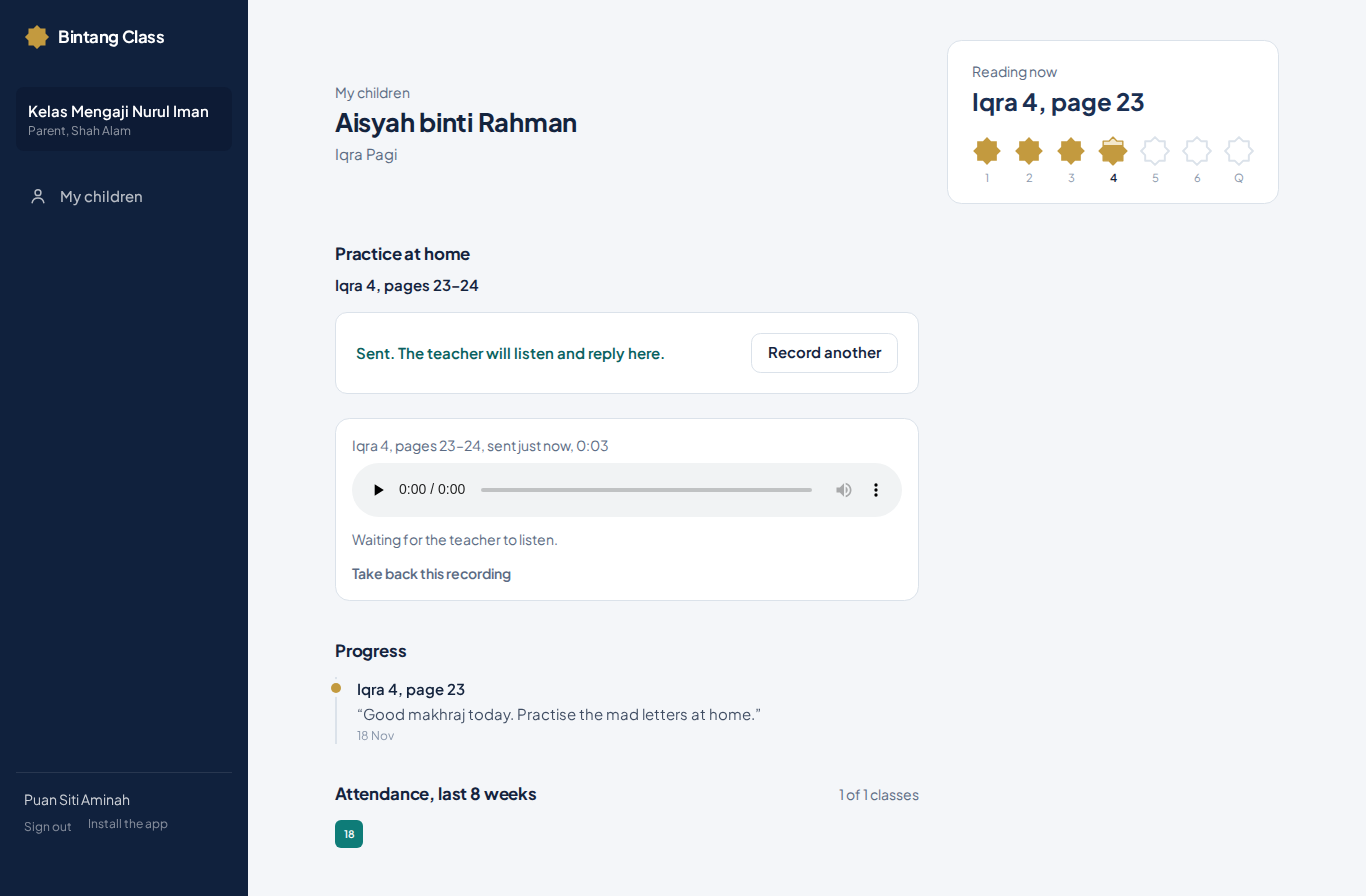 Bintang Class
Kelas Mengaji Nurul Iman
Parent, Shah Alam
My children
Puan Siti Aminah
Sign out
Install the app
My children
Aisyah binti Rahman
Iqra Pagi
Reading now
Iqra 4, page 23
1 2 3 4 5 6 Q
Practice at home
Iqra 4, pages 23–24
Sent. The teacher will listen and reply here.
Record another
Iqra 4, pages 23–24, sent just now, 0:03
0:00 / 0:00
Waiting for the teacher to listen.
Take back this recording
Progress
Iqra 4, page 23
“Good makhraj today. Practise the mad letters at home.”
18 Nov
Attendance, last 8 weeks
1 of 1 classes
18